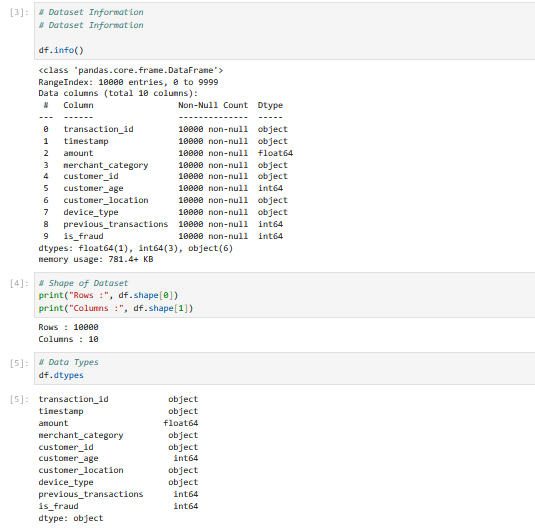 [3]: # Dataset Information
# Dataset Information
df.info()
<class 'pandas.core.frame.DataFrame'>
RangeIndex: 10000 entries, 0 to 9999
Data columns (total 10 columns):
 #   Column                 Non-Null Count  Dtype
---  ------                 --------------  -----
 0   transaction_id         10000 non-null  object
 1   timestamp              10000 non-null  object
 2   amount                 10000 non-null  float64
 3   merchant_category      10000 non-null  object
 4   customer_id            10000 non-null  object
 5   customer_age           10000 non-null  int64
 6   customer_location      10000 non-null  object
 7   device_type            10000 non-null  object
 8   previous_transactions  10000 non-null  int64
 9   is_fraud               10000 non-null  int64
dtypes: float64(1), int64(3), object(6)
memory usage: 781.4+ KB
[4]: # Shape of Dataset
print("Rows :", df.shape[0])
print("Columns :", df.shape[1])
Rows : 10000
Columns : 10
[5]: # Data Types
df.dtypes
[5]: transaction_id            object
timestamp                 object
amount                   float64
merchant_category         object
customer_id               object
customer_age               int64
customer_location         object
device_type               object
previous_transactions      int64
is_fraud                   int64
dtype: object